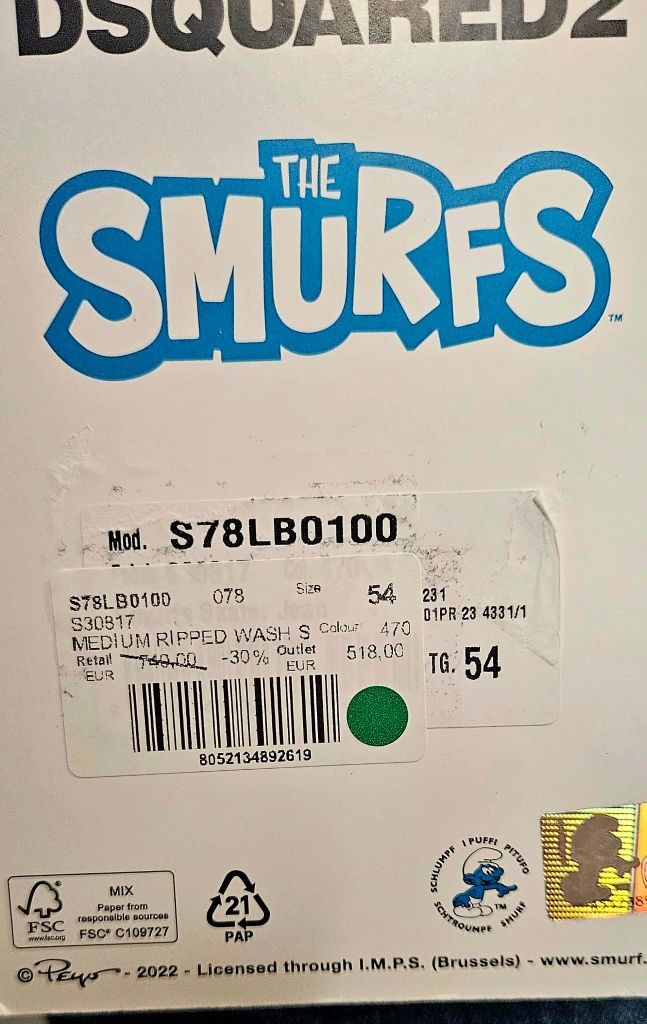 DSQUARED2
THE
SMURFS
TM
Mod. S78LB0100
S78LB0100 078 Size 54
S30817
MEDIUM RIPPED WASH S Colour 470
Retail 740,00 -30% Outlet 518,00
EUR EUR
8052134892619
231
01PR 23 4331/1
TG. 54
SCHLUMPF I PUFFI PITUFO
SCHTROUMPF SMURF
TM
FSC
www.fsc.org
MIX
Paper from
responsible sources
FSC® C109727
21
PAP
© Peyo - 2022 - Licensed through I.M.P.S. (Brussels) - www.smurf.